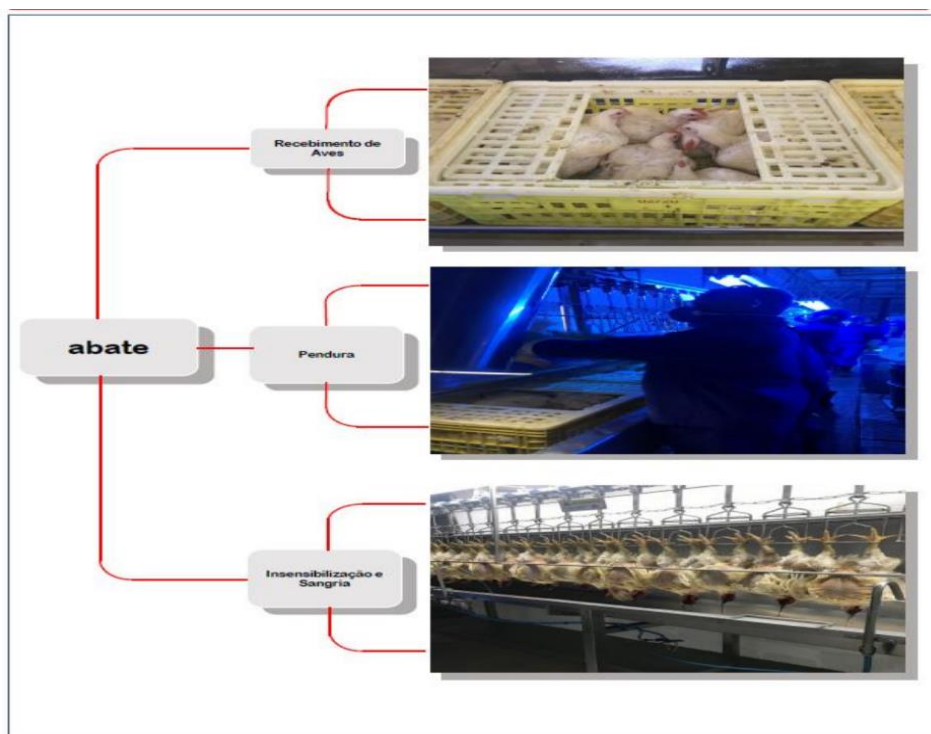 Recebimento de
Aves
abate
Pendura
Insensibilização e
Sangria